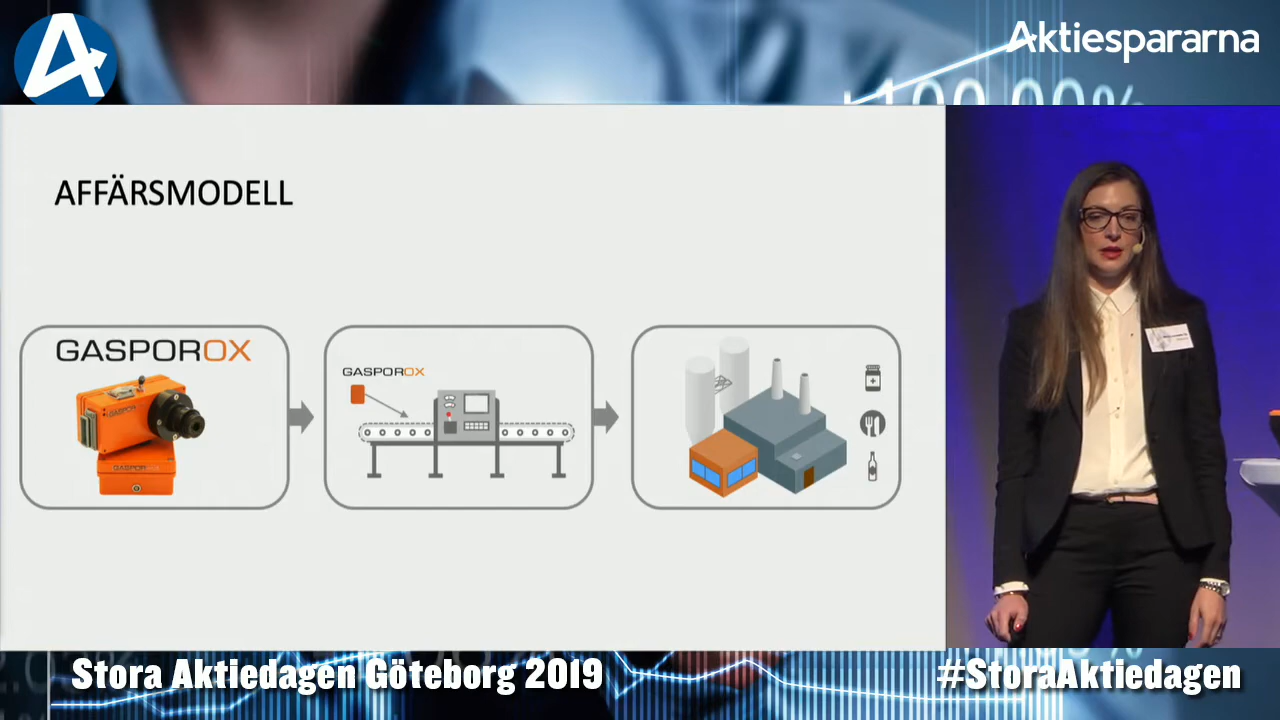 Aktiespararna
AFFÄRSMODELL
GASPOROX
GASPOROX
Stora Aktiedagen Göteborg 2019
#StoraAktiedagen